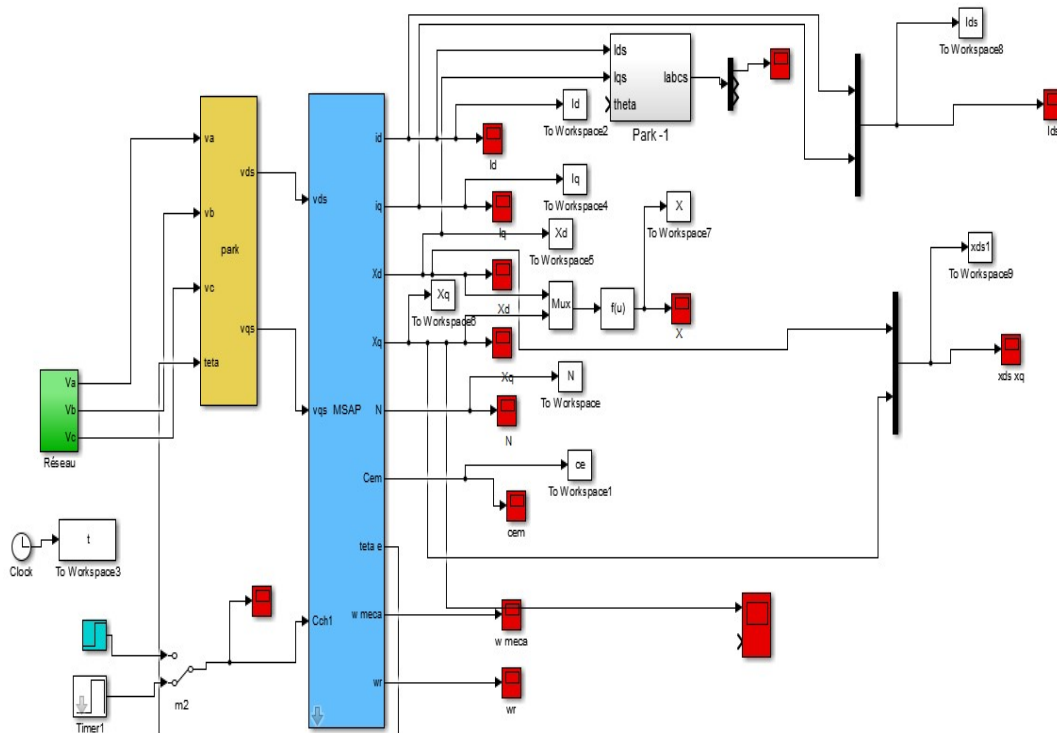 Ids
To Workspace8
Ids
Iqs
theta
Iabcs
Park -1
Ids
Id
To Workspace2
va
vb
vc
teta
park
vds
vqs
vds
vqs
Cch1
MSAP
id
iq
Xd
Xq
N
Cem
teta e
w meca
wr
Id
Iq
To Workspace4
Iq
Xd
To Workspace5
X
To Workspace7
xds1
To Workspace9
Xq
To Workspace6
Xd
Mux
f(u)
X
Xq
xds xq
Va
Vb
Vc
Réseau
N
To Workspace
N
ce
To Workspace1
cem
Clock
t
To Workspace3
w meca
wr
m2
Timer1